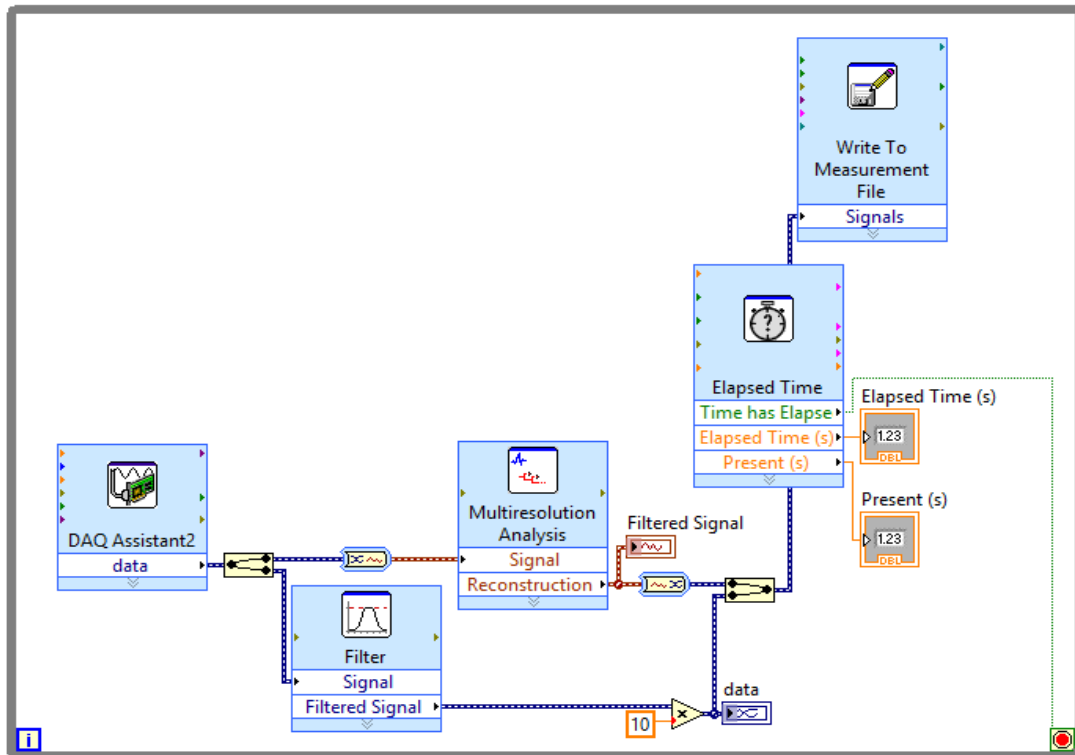 Write To
Measurement
File
Signals
?
Elapsed Time
Time has Elapse
Elapsed Time (s)
Present (s)
Elapsed Time (s)
1.23
DBL
Present (s)
1.23
DBL
DAQ Assistant2
data
Multiresolution
Analysis
Signal
Reconstruction
Filtered Signal
Filter
Signal
Filtered Signal
10
x
data
i